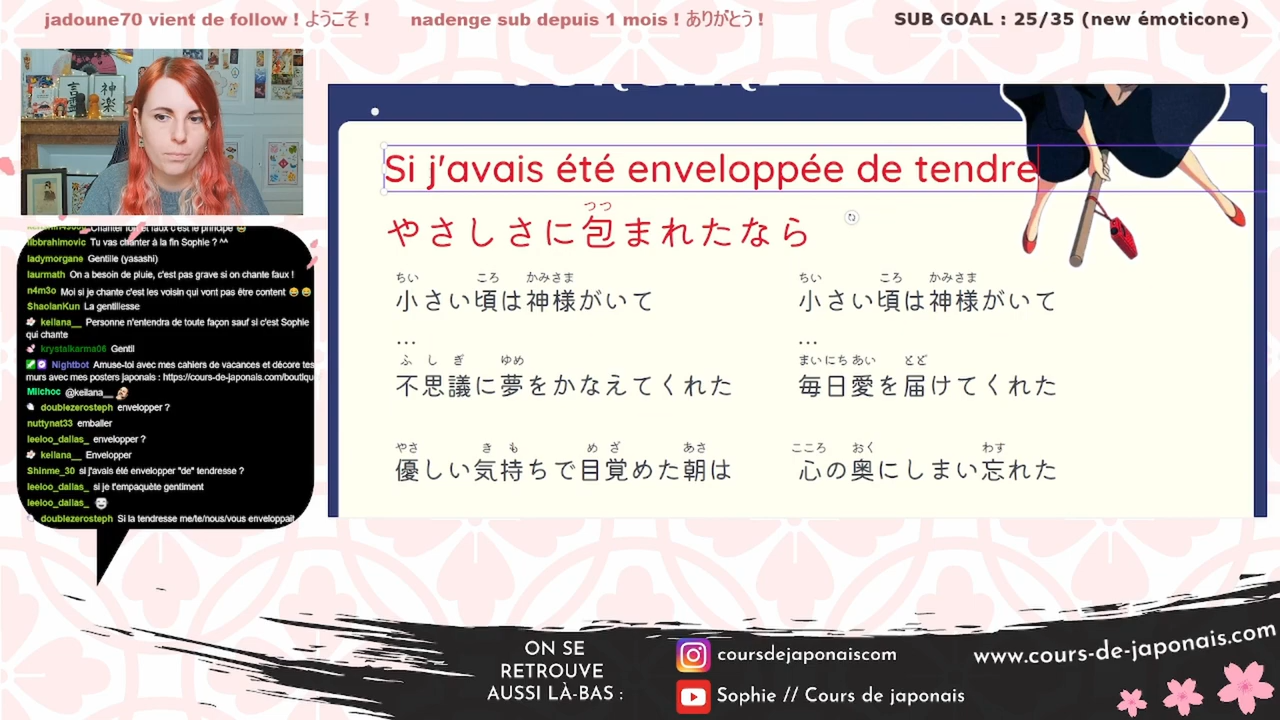 jadoune70 vient de follow ! ようこそ !
nadenge sub depuis 1 mois ! ありがとう !
SUB GOAL : 25/35 (new émoticone)
言語
神楽
Si j'avais été enveloppée de tendre
つつ
やさしさに包まれたなら
ちい ころ かみさま
小さい頃は神様がいて
...
ふ し ぎ ゆめ
不思議に夢をかなえてくれた
やさ き も め ざ あさ
優しい気持ちで目覚めた朝は
ちい ころ かみさま
小さい頃は神様がいて
...
まいにちあい とど
毎日愛を届けてくれた
こころ おく わす
心の奥にしまい忘れた
libbrahimovic Tu vas chanter à la fin Sophie ? ^^
ladymorgane Gentille (yasashi)
laurmath On a besoin de pluie, c'est pas grave si on chante faux !
n4m3o Moi si je chante c'est les voisin qui vont pas être content
ShaolanKun La gentillesse
keilana__ Personne n'entendra de toute façon sauf si c'est Sophie
qui chante
krystalkarma06 Gentil
Nightbot Amuse-toi avec mes cahiers de vacances et décore tes
murs avec mes posters japonais : https://cours-de-japonais.com/boutiqu
Milchoc @keilana__
doublezerosteph envelopper ?
nuttynat33 emballer
leeloo_dallas_ envelopper ?
keilana__ Envelopper
Shinme_30 si j'avais été envelopper "de" tendresse ?
leeloo_dallas_ si je t'empaquète gentiment
leeloo_dallas_
doublezerosteph Si la tendresse me/te/nous/vous enveloppait
ON SE
RETROUVE
AUSSI LÀ-BAS :
coursdejaponaiscom
Sophie // Cours de japonais
www.cours-de-japonais.com